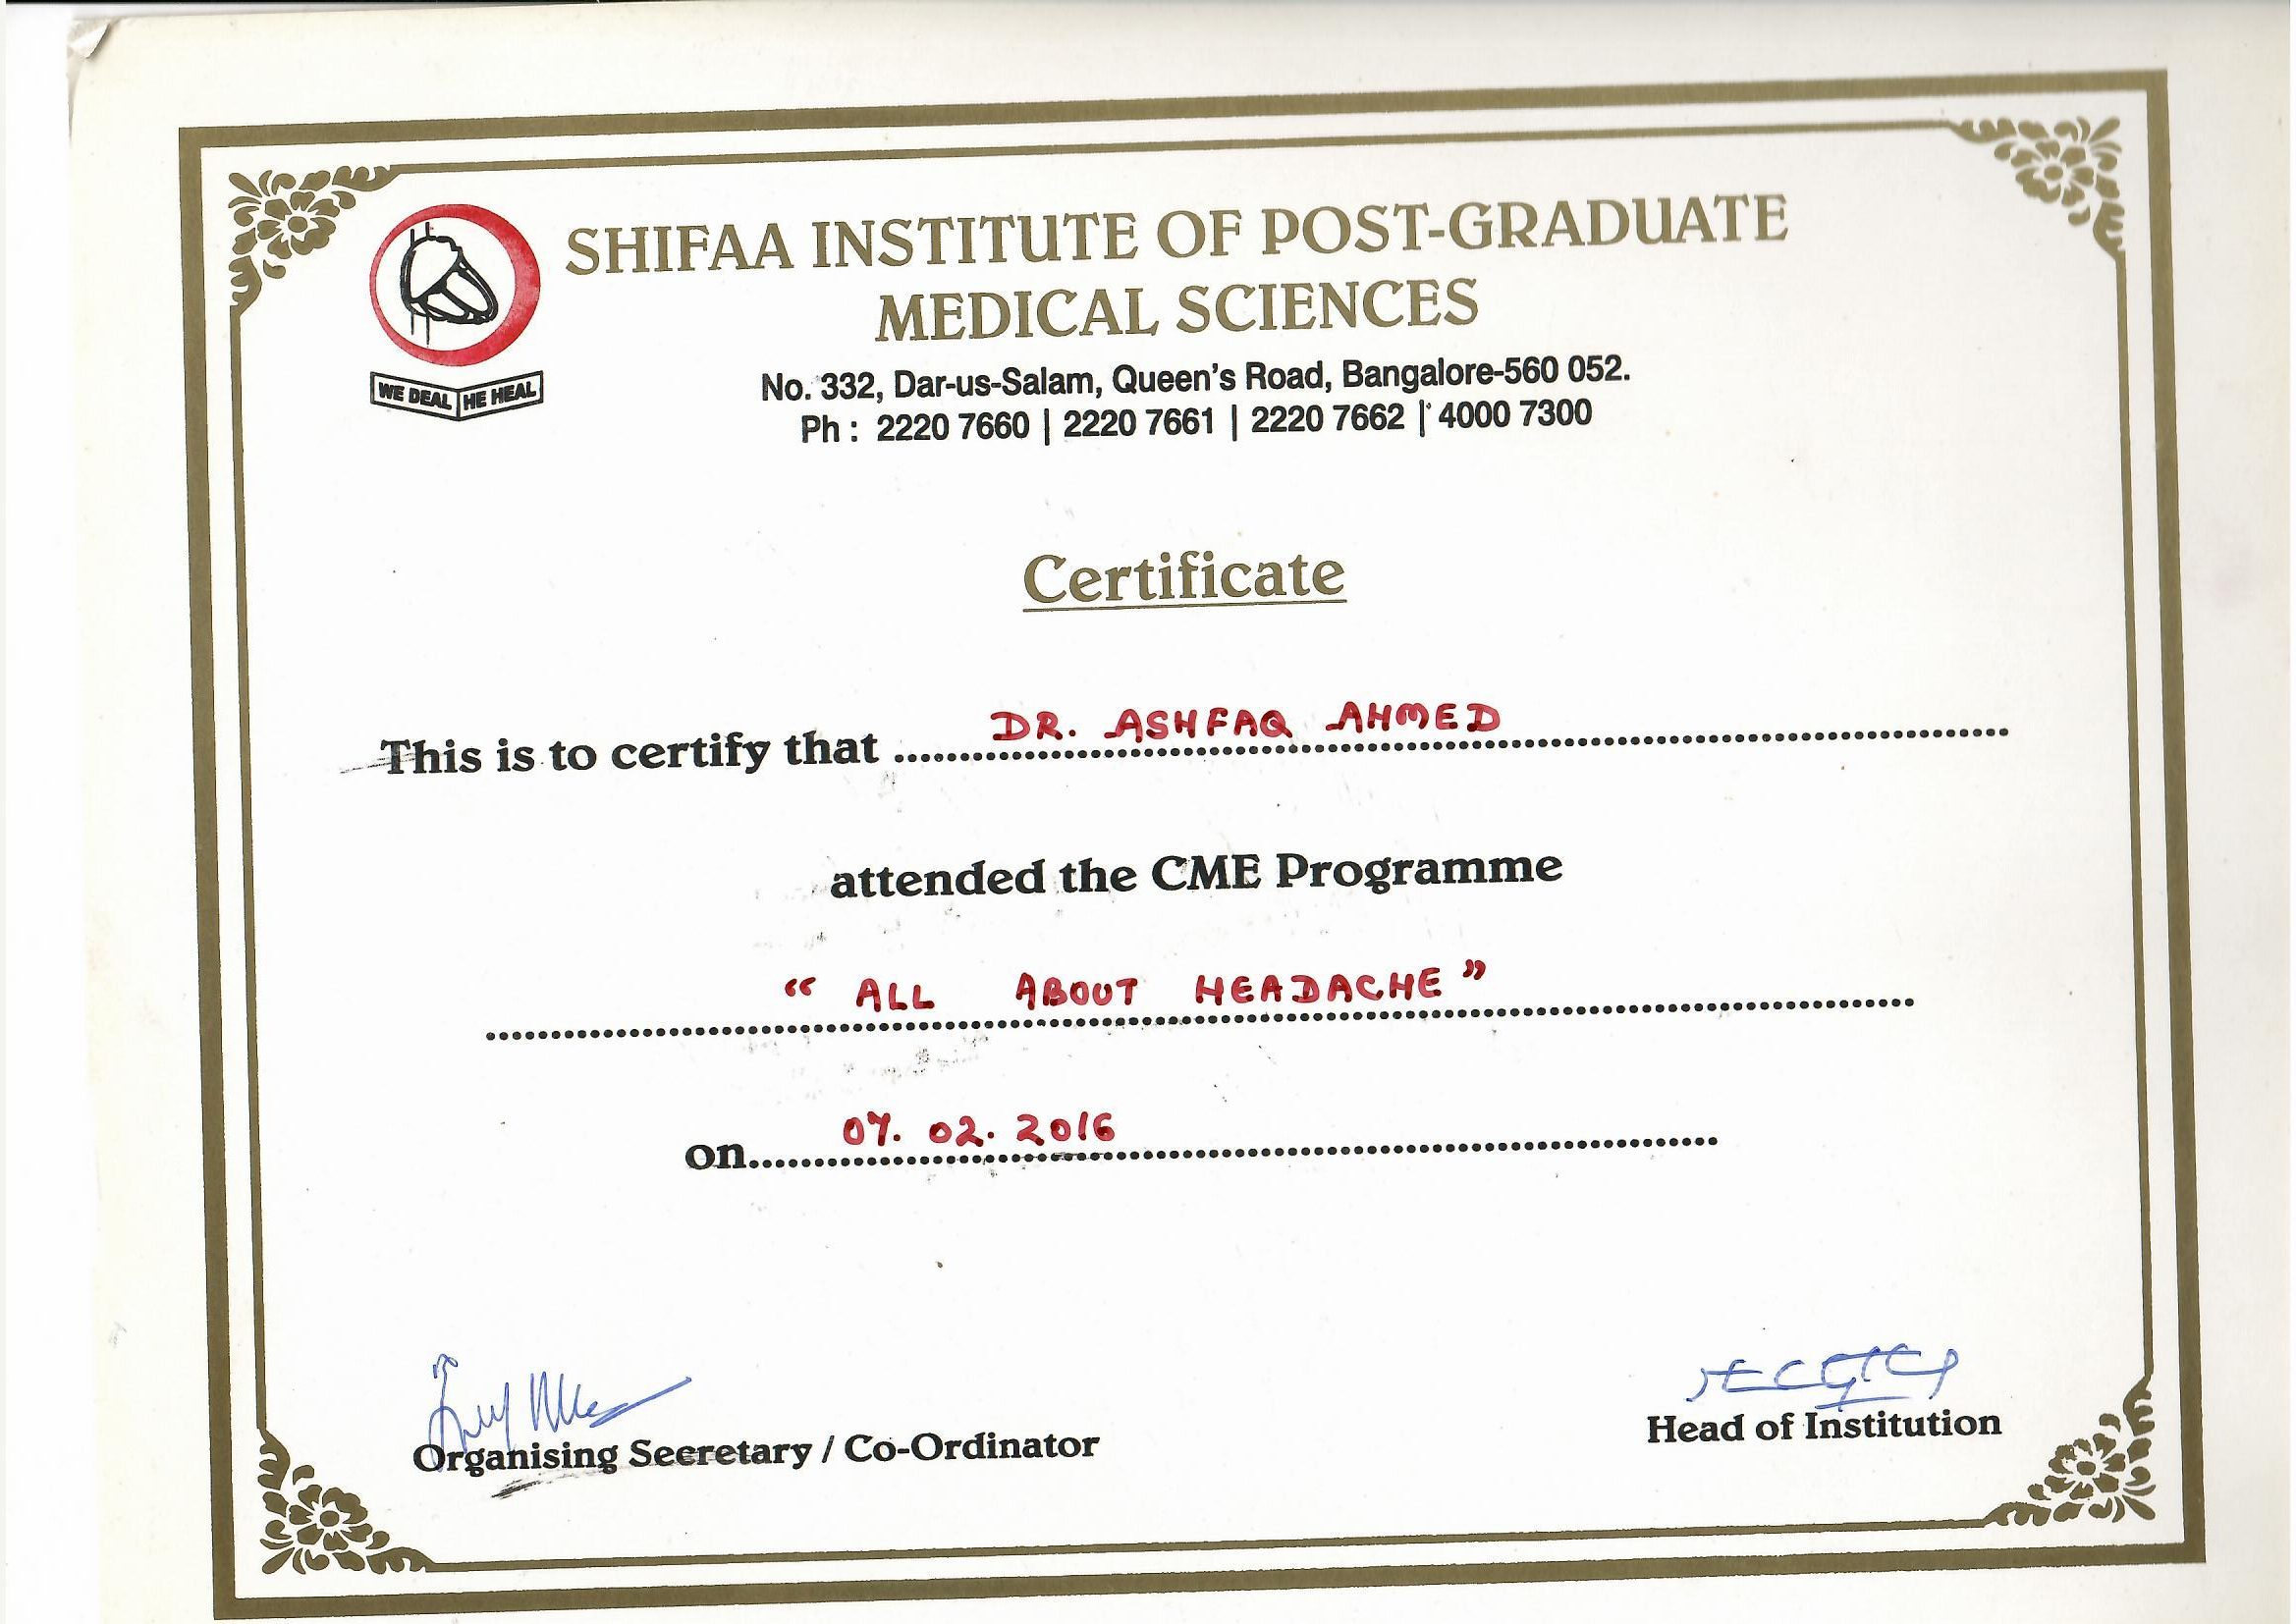 SHIFAA INSTITUTE OF POST-GRADUATE
MEDICAL SCIENCES
WE DEAL HE HEAL
No. 332, Dar-us-Salam, Queen's Road, Bangalore-560 052.
Ph : 2220 7660 | 2220 7661 | 2220 7662 | 4000 7300
Certificate
This is to certify that DR. ASHFAQ AHMED
attended the CME Programme
“ ALL ABOUT HEADACHE ”
on 07. 02. 2016
Organising Secretary / Co-Ordinator
Head of Institution